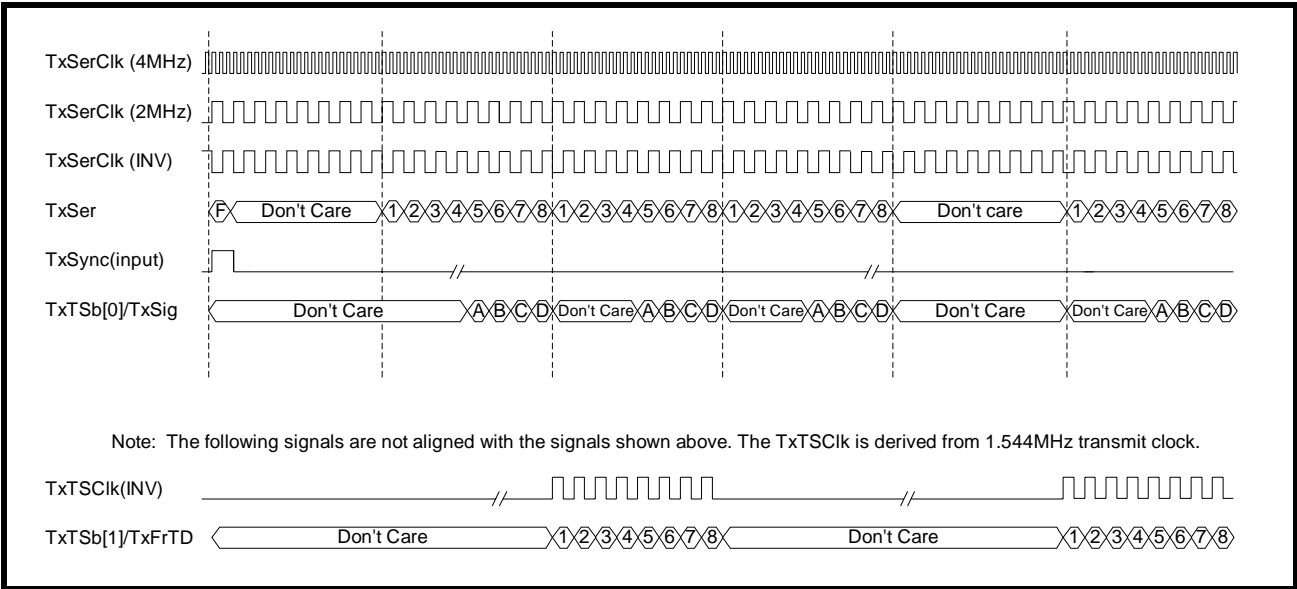 TxSerClk (4MHz)
TxSerClk (2MHz)
TxSerClk (INV)
TxSer F Don't Care 1 2 3 4 5 6 7 8 1 2 3 4 5 6 7 8 1 2 3 4 5 6 7 8 Don't care 1 2 3 4 5 6 7 8
TxSync(input)
TxTSb[0]/TxSig Don't Care A B C D Don't Care A B C D Don't Care A B C D Don't Care Don't Care A B C D
Note: The following signals are not aligned with the signals shown above. The TxTSClk is derived from 1.544MHz transmit clock.
TxTSClk(INV)
TxTSb[1]/TxFrTD Don't Care 1 2 3 4 5 6 7 8 Don't Care 1 2 3 4 5 6 7 8